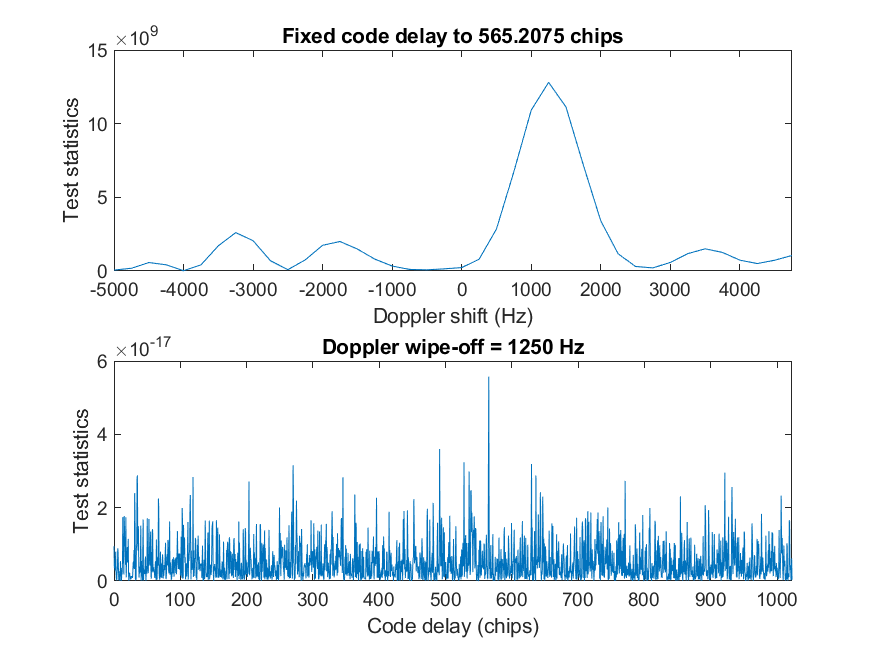 ×10^9
Fixed code delay to 565.2075 chips
15
10
5
0
Test statistics
-5000 -4000 -3000 -2000 -1000 0 1000 2000 3000 4000
Doppler shift (Hz)
×10^-17
Doppler wipe-off = 1250 Hz
6
4
2
0
Test statistics
0 100 200 300 400 500 600 700 800 900 1000
Code delay (chips)